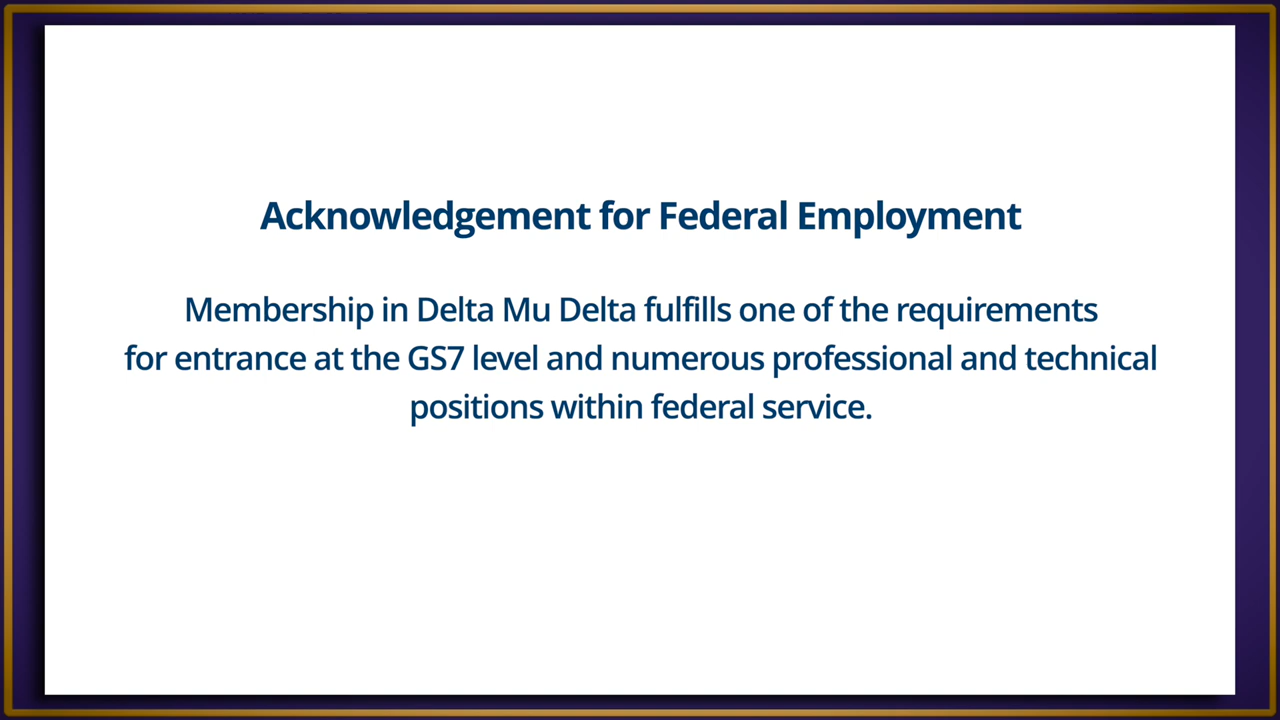 Acknowledgement for Federal Employment
Membership in Delta Mu Delta fulfills one of the requirements
for entrance at the GS7 level and numerous professional and technical
positions within federal service.